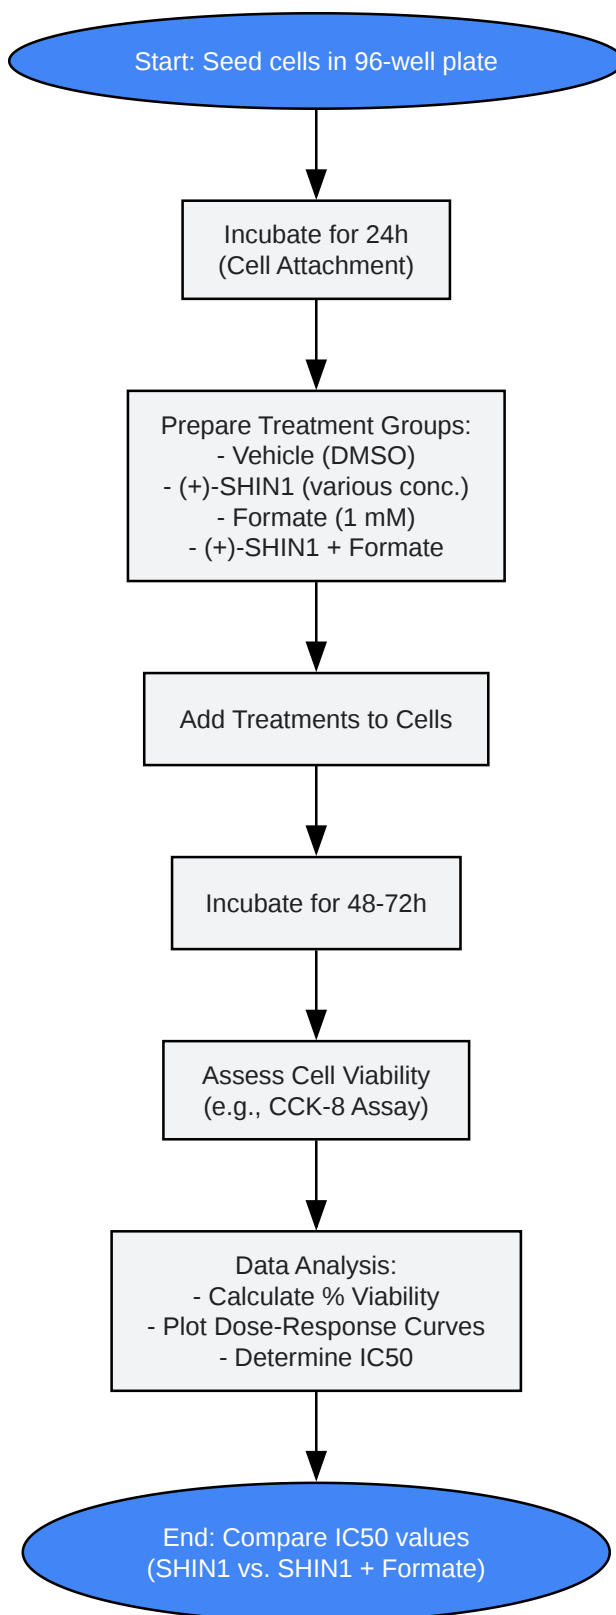 Start: Seed cells in 96-well plate
Incubate for 24h
(Cell Attachment)
Prepare Treatment Groups:
- Vehicle (DMSO)
- (+)-SHIN1 (various conc.)
- Formate (1 mM)
- (+)-SHIN1 + Formate
Add Treatments to Cells
Incubate for 48-72h
Assess Cell Viability
(e.g., CCK-8 Assay)
Data Analysis:
- Calculate % Viability
- Plot Dose-Response Curves
- Determine IC50
End: Compare IC50 values
(SHIN1 vs. SHIN1 + Formate)